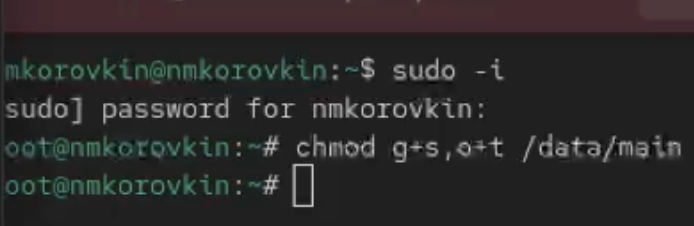 mkorovkin@nmkorovkin:~$ sudo -i
sudo] password for nmkorovkin:
oot@nmkorovkin:~# chmod g+s,o+t /data/main
oot@nmkorovkin:~#